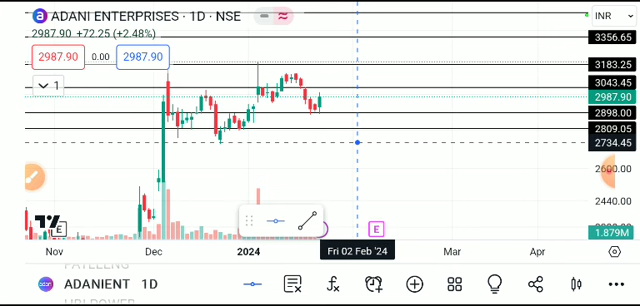 ADANI ENTERPRISES · 1D · NSE
INR
2987.90 +72.25 (+2.48%)
3356.65
2987.90 0.00 2987.90
3183.25
1
3043.45
2987.90
2898.00
2809.05
2734.45
2600.00
2440.00
1.879M
E
E
Nov Dec 2024 Fri 02 Feb '24 Mar Apr
ADANIENT 1D